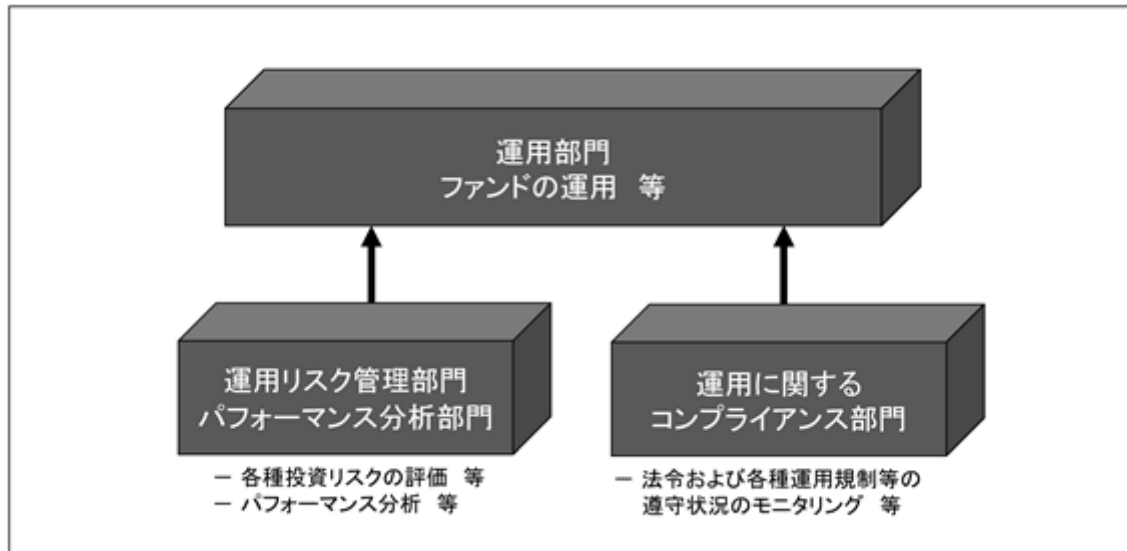 運用部門
ファンドの運用　等
運用リスク管理部門
パフォーマンス分析部門
－ 各種投資リスクの評価　等
－ パフォーマンス分析　等
運用に関する
コンプライアンス部門
－ 法令および各種運用規制等の
遵守状況のモニタリング　等